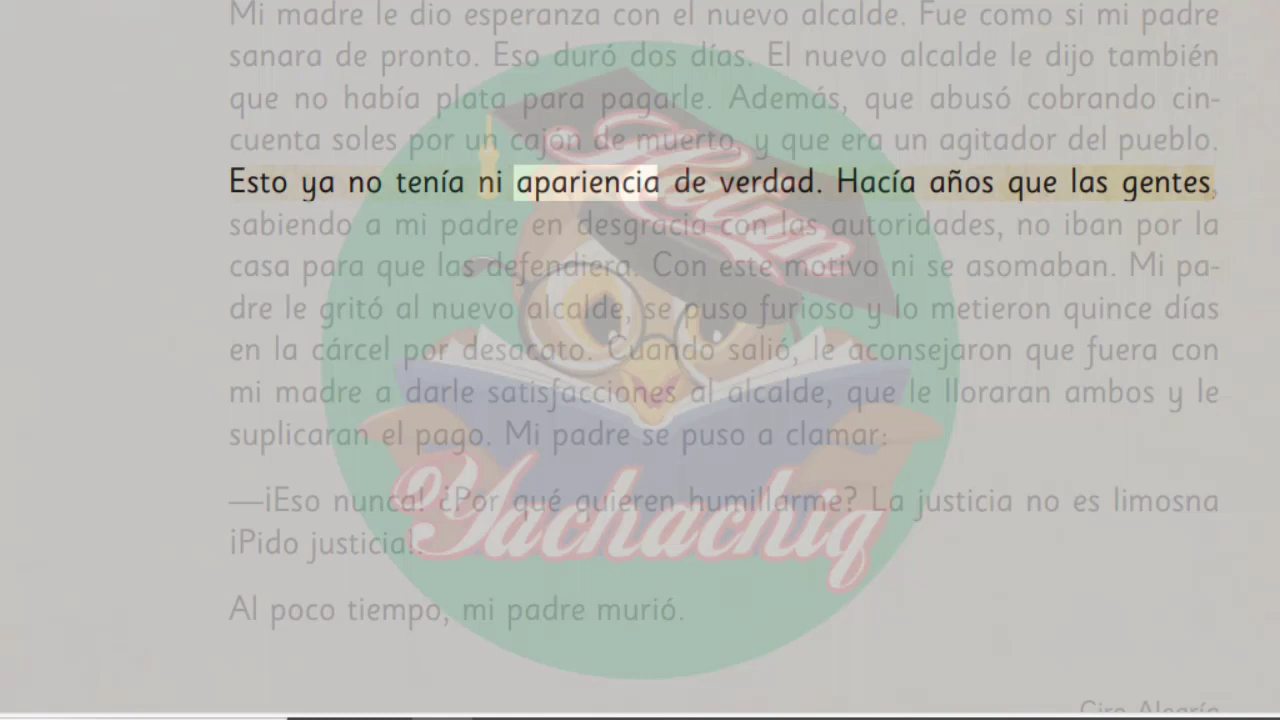 Mi madre le dio esperanza con el nuevo alcalde. Fue como si mi padre
sanara de pronto. Eso duró dos días. El nuevo alcalde le dijo también
que no había plata para pagarle. Además, que abusó cobrando cin-
cuenta soles por un cajón de muerto, y que era un agitador del pueblo.
Esto ya no tenía ni apariencia de verdad. Hacía años que las gentes,
sabiendo a mi padre en desgracia con las autoridades, no iban por la
casa para que las defendiera. Con este motivo ni se asomaban. Mi pa-
dre le gritó al nuevo alcalde, se puso furioso y lo metieron quince días
en la cárcel por desacato. Cuando salió, le aconsejaron que fuera con
mi madre a darle satisfacciones al alcalde, que le lloraran ambos y le
suplicaran el pago. Mi padre se puso a clamar:
—¡Eso nunca! ¿Por qué quieren humillarme? La justicia no es limosna
¡Pido justicia!
Al poco tiempo, mi padre murió.
Ciro Alegría
Yachachiq